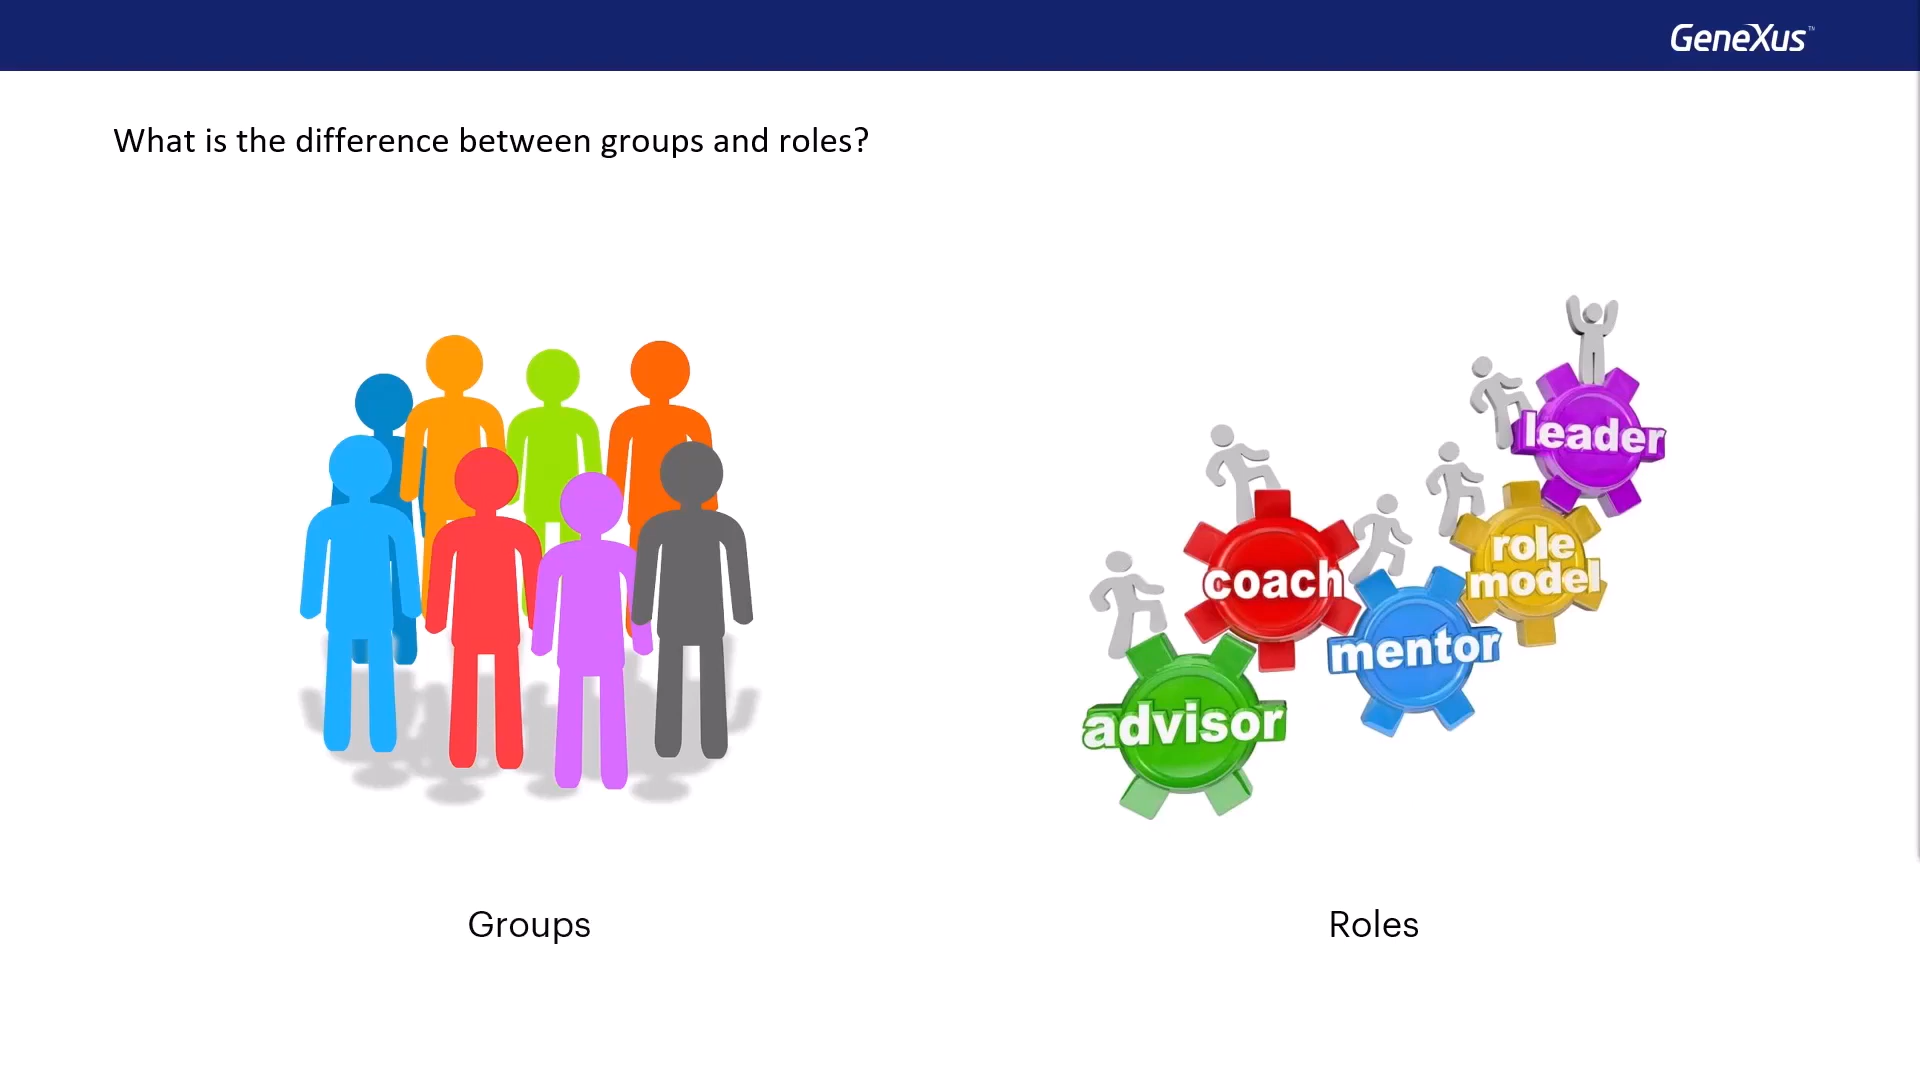 GeneXus™
What is the difference between groups and roles?
leader
role
model
coach
mentor
advisor
Groups
Roles